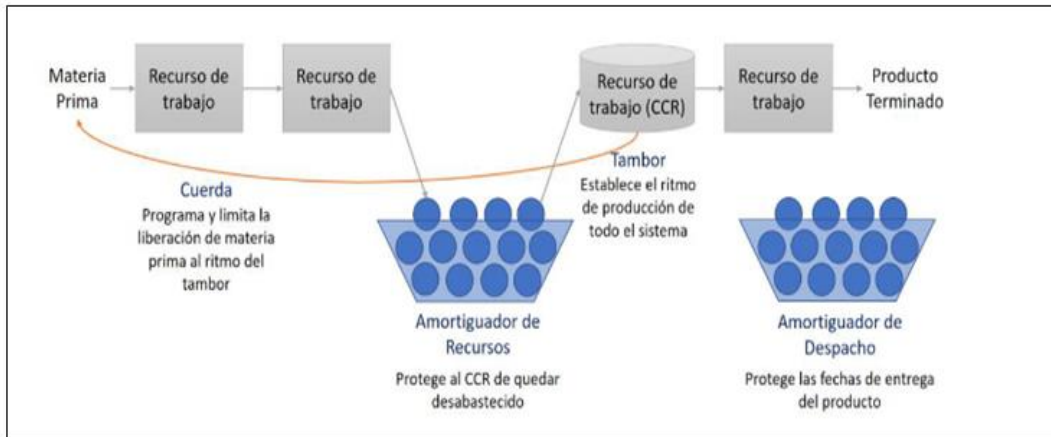 Materia
Prima
Recurso de
trabajo
Recurso de
trabajo
Recurso de
trabajo (CCR)
Recurso de
trabajo
Producto
Terminado
Cuerda
Programa y limita la
liberación de materia
prima al ritmo del
tambor
Tambor
Establece el ritmo
de producción de
todo el sistema
Amortiguador de
Recursos
Protege al CCR de quedar
desabastecido
Amortiguador de
Despacho
Protege las fechas de entrega
del producto